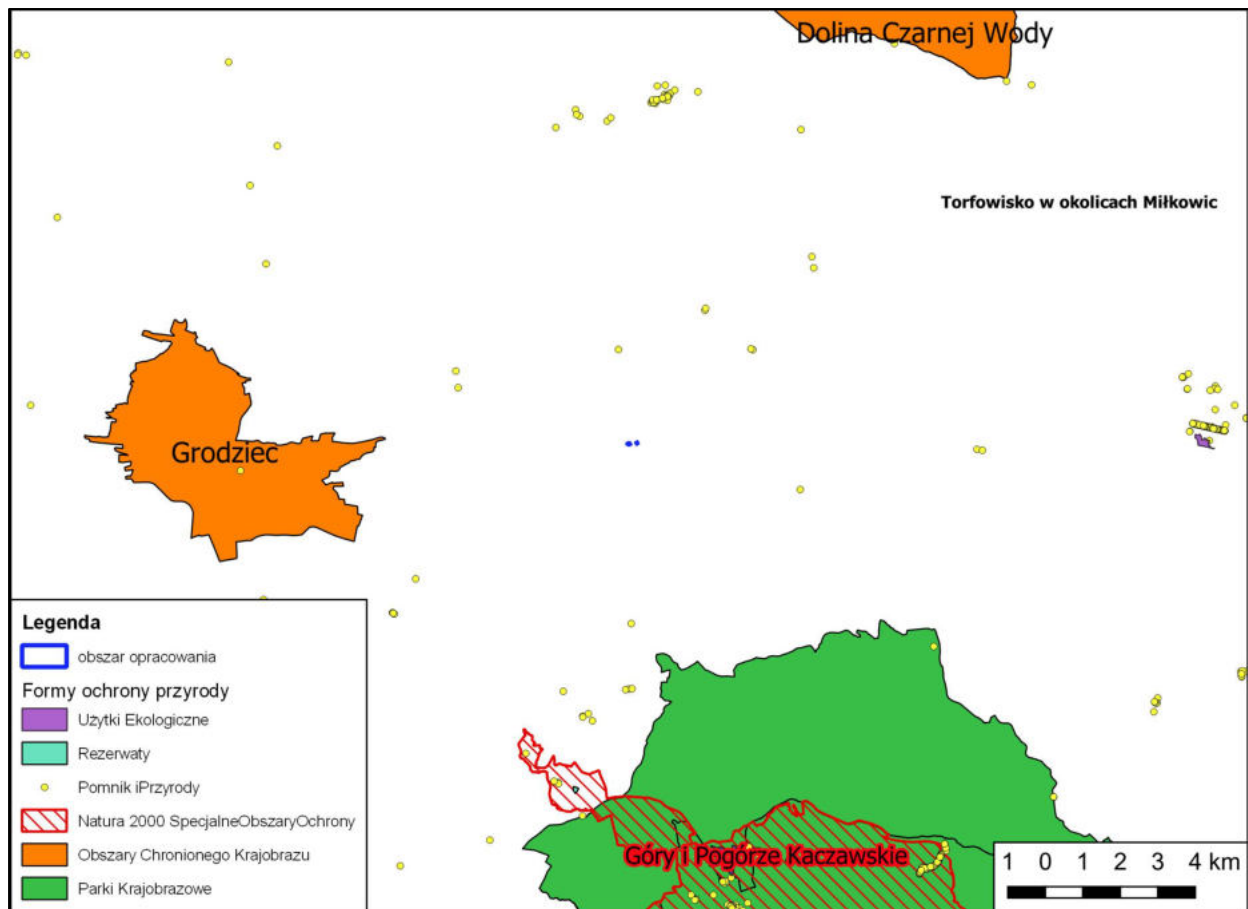 Dolina Czarnej Wody
Torfowisko w okolicach Miłkowic
Grodziec
Legenda
obszar opracowania
Formy ochrony przyrody
Użytki Ekologiczne
Rezerwaty
Pomnik iPrzyrody
Natura 2000 SpecjalneObszaryOchrony
Obszary Chronionego Krajobrazu
Parki Krajobrazowe
Góry i Pogórze Kaczawskie
1 0 1 2 3 4 km